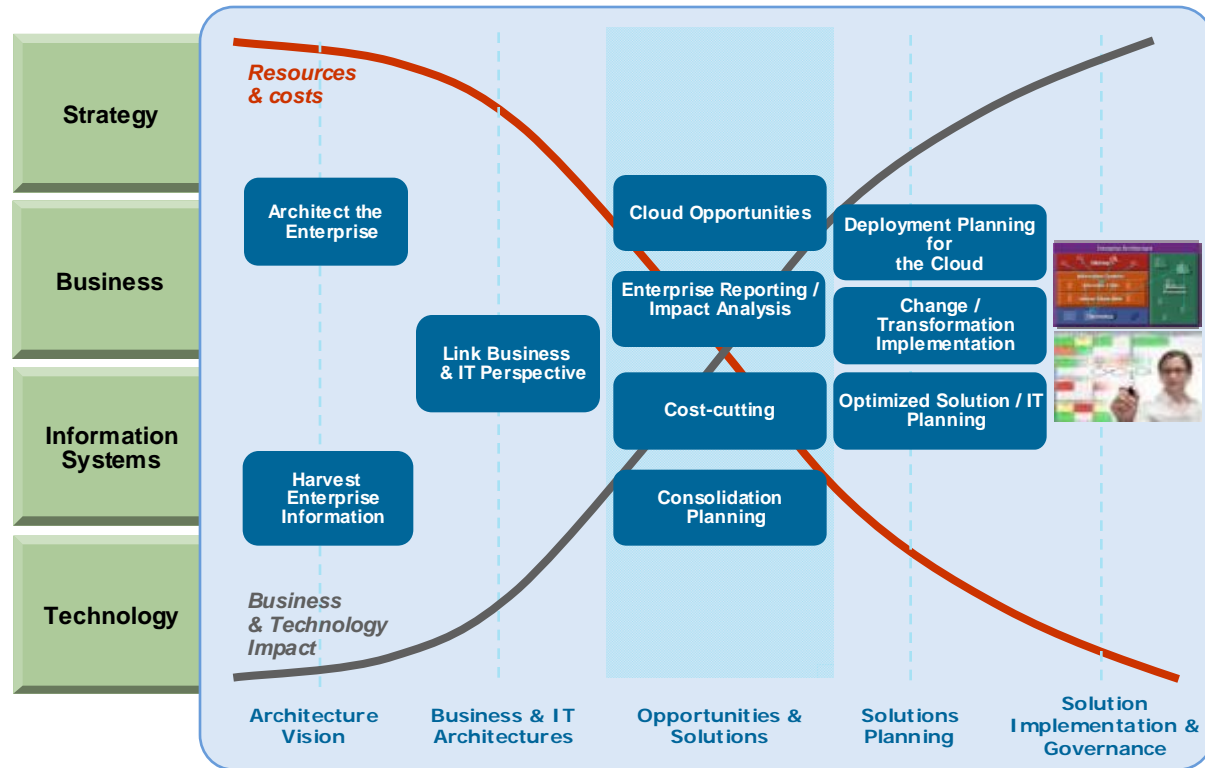 Strategy
Business
Information
Systems
Technology
Resources
& costs
Architect the
Enterprise
Harvest
Enterprise
Information
Link Business
& IT Perspective
Cloud Opportunities
Enterprise Reporting /
Impact Analysis
Cost-cutting
Consolidation
Planning
Deployment Planning
for
the Cloud
Change /
Transformation
Implementation
Optimized Solution / IT
Planning
Enterprise Architecture
Business
& Technology
Impact
Architecture
Vision
Business & IT
Architectures
Opportunities &
Solutions
Solutions
Planning
Solution
Implementation &
Governance